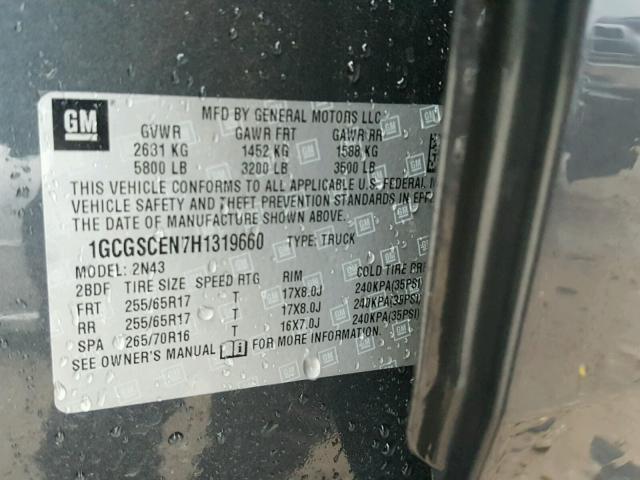 GM
MFD BY GENERAL MOTORS LLC
GVWR GAWR FRT GAWR RR
2631 KG 1452 KG 1588 KG
5800 LB 3200 LB 3500 LB
THIS VEHICLE CONFORMS TO ALL APPLICABLE U.S. FEDERAL
VEHICLE SAFETY AND THEFT PREVENTION STANDARDS IN
THE DATE OF MANUFACTURE SHOWN ABOVE.
1GCGSCEN7H1319660 TYPE: TRUCK
MODEL: 2N43
2BDF TIRE SIZE SPEED RTG RIM COLD TIRE
FRT 255/65R17 T 17X8.0J 240KPA(35PSI)
RR 255/65R17 T 17X8.0J 240KPA(35PSI)
SPA 265/70R16 T 16X7.0J 240KPA(35PSI)
SEE OWNER'S MANUAL FOR MORE INFORMATION.